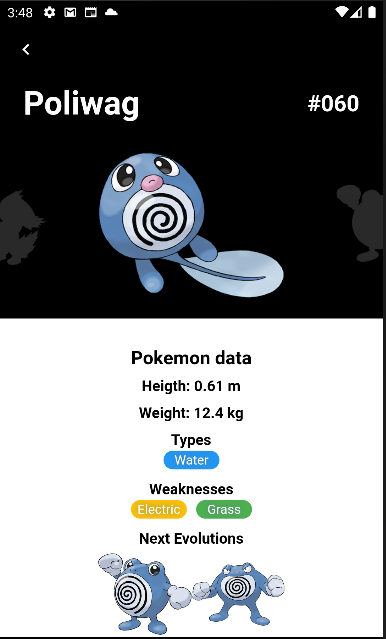 3:48
Poliwag #060
Pokemon data
Heigth: 0.61 m
Weight: 12.4 kg
Types
Water
Weaknesses
Electric Grass
Next Evolutions